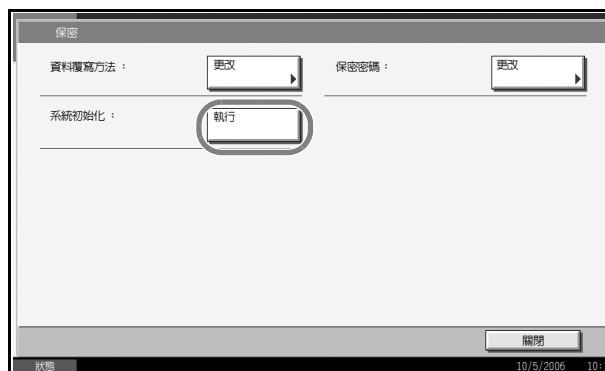 保密
資料覆寫方法： 更改 保密密碼： 更改
系統初始化： 執行
關閉
狀態 10/5/2006 10: